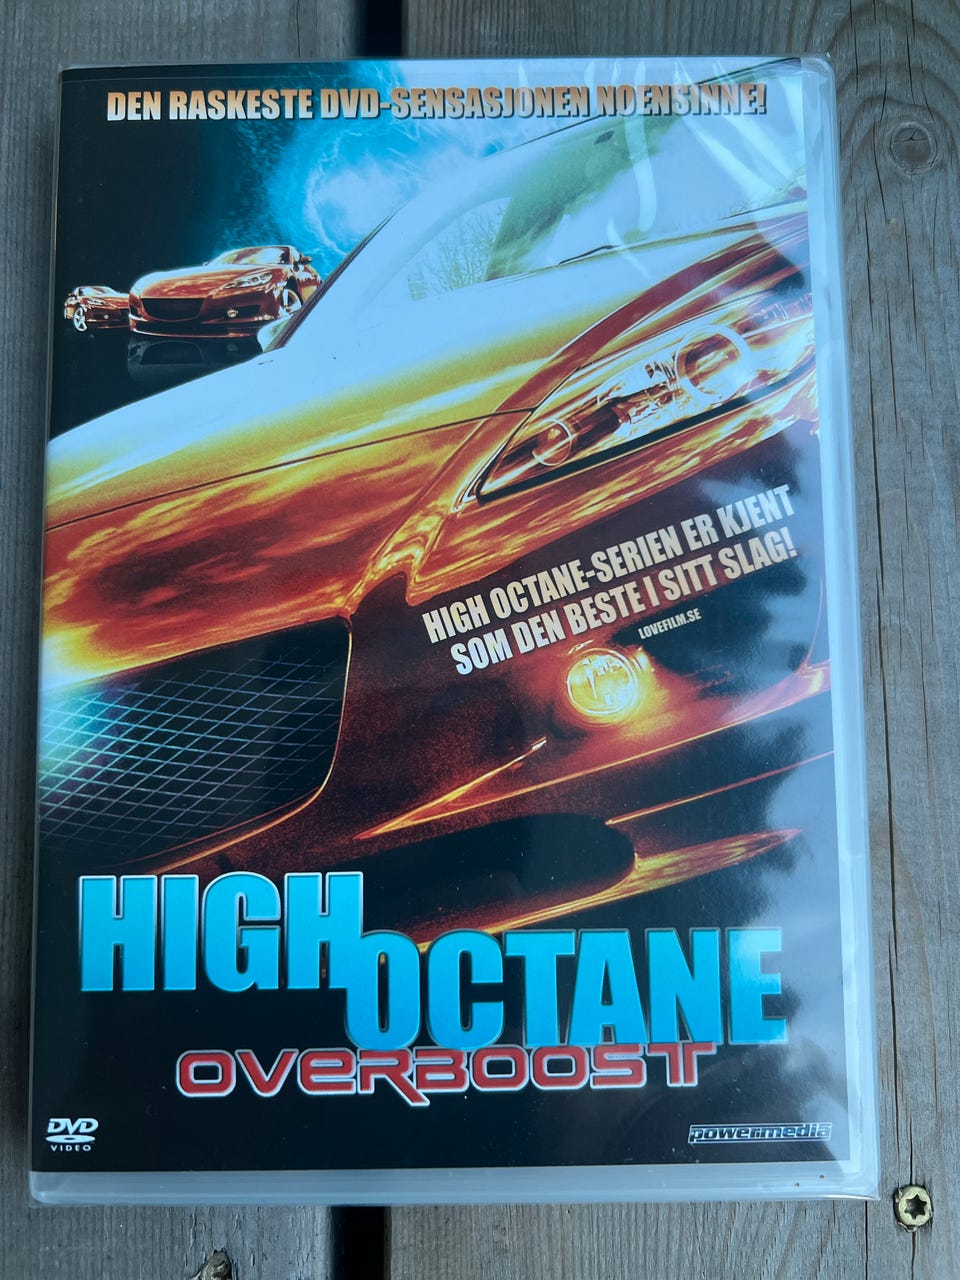 DEN RASKESTE DVD-SENSASJONEN NOENSINNE!
HIGH OCTANE-SERIEN ER KJENT
SOM DEN BESTE I SITT SLAG!
LOVEFILM.SE
HIGH
OCTANE
OVERBOOST
DVD
VIDEO
powermedia